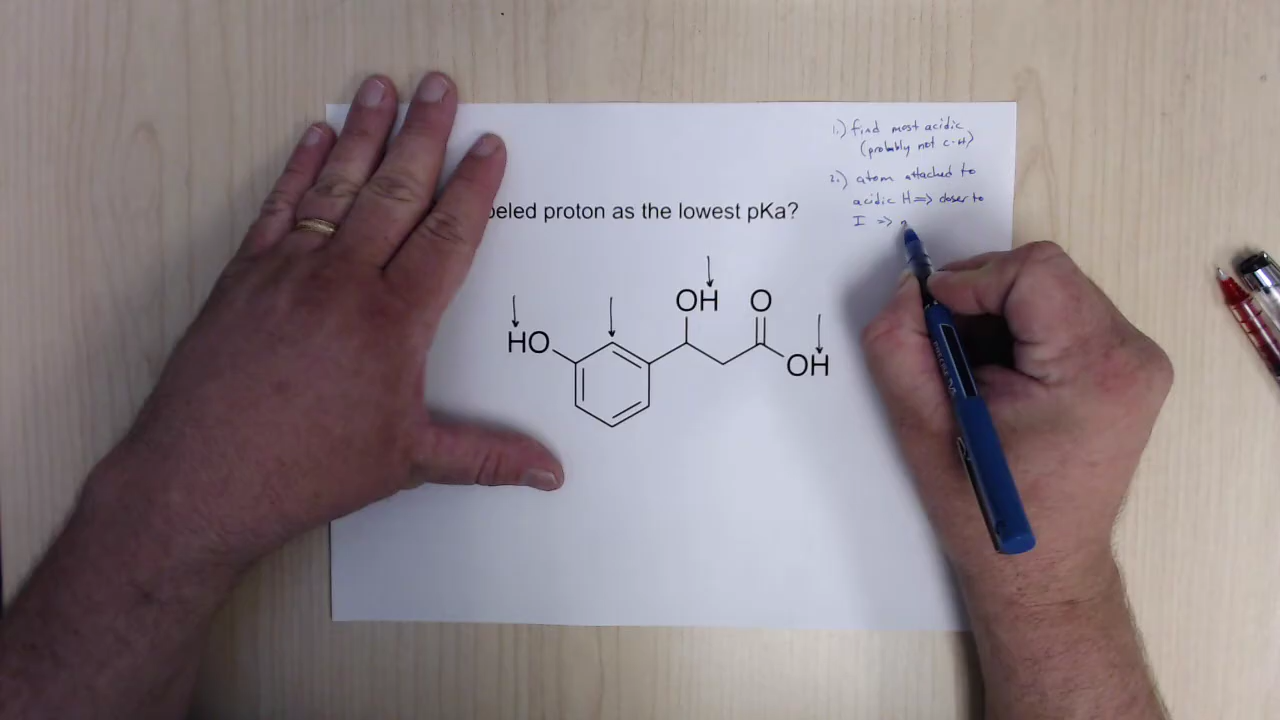 1.) find most acidic
(probably not C-H)
2.) atom attached to
acidic H => closer to
I =>
beled proton as the lowest pKa?
OH O
HO
OH